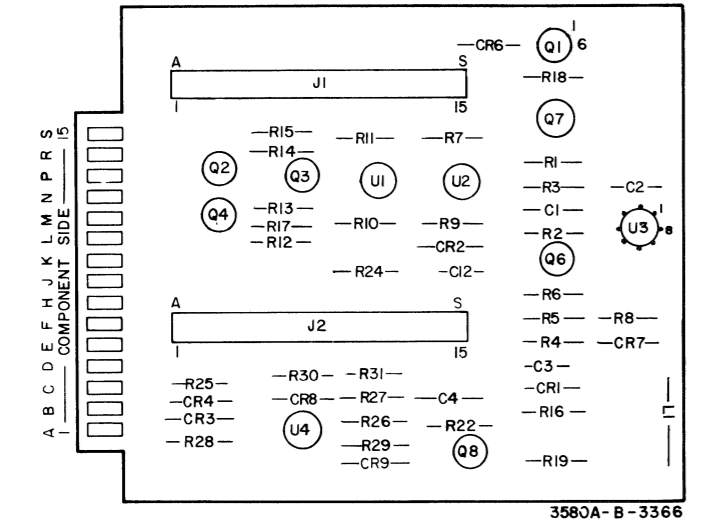 1
CR6 Q1 6
A S
J1 R18
1 15
Q7
S 15
R
P
N
M
L
K
J
H
F
E
D
C
B
A 1
COMPONENT SIDE
R15 R11 R7
R14
Q2 Q3 U1 U2 R1
R3 C2
Q4 R13 C1 1
R17 R10 R9 R2 U3 8
R12 CR2
Q6
R24 C12
R6
A S
J2 R5 R8
1 15 R4 CR7
R30 R31 C3
R25 CR1
CR4 CR8 R27 C4
CR3 R26 R16 L1
U4 R22
R28 R29 Q8
CR9 R19
3580A-B-3366